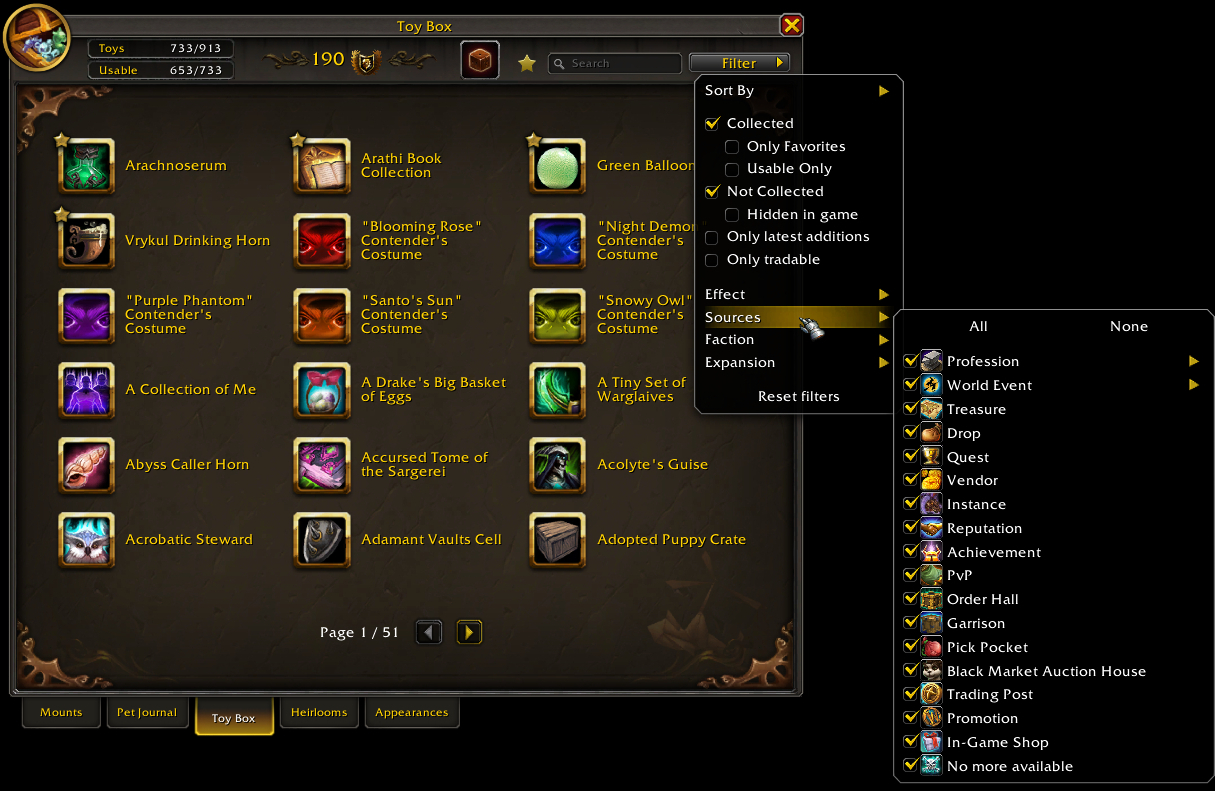 Toy Box
Toys 733/913
Usable 653/733
190
Search
Filter
Arachnoserum
Arathi Book
Collection
Green Balloon
Vrykul Drinking Horn
"Blooming Rose"
Contender's
Costume
"Night Demon
Contender's
Costume
"Purple Phantom"
Contender's
Costume
"Santo's Sun"
Contender's
Costume
"Snowy Owl"
Contender's
Costume
A Collection of Me
A Drake's Big Basket
of Eggs
A Tiny Set of
Warglaives
Abyss Caller Horn
Accursed Tome of
the Sargerei
Acolyte's Guise
Acrobatic Steward
Adamant Vaults Cell
Adopted Puppy Crate
Page 1 / 51
Mounts
Pet Journal
Toy Box
Heirlooms
Appearances
Sort By
Collected
Only Favorites
Usable Only
Not Collected
Hidden in game
Only latest additions
Only tradable
Effect
Sources
Faction
Expansion
Reset filters
All None
Profession
World Event
Treasure
Drop
Quest
Vendor
Instance
Reputation
Achievement
PvP
Order Hall
Garrison
Pick Pocket
Black Market Auction House
Trading Post
Promotion
In-Game Shop
No more available